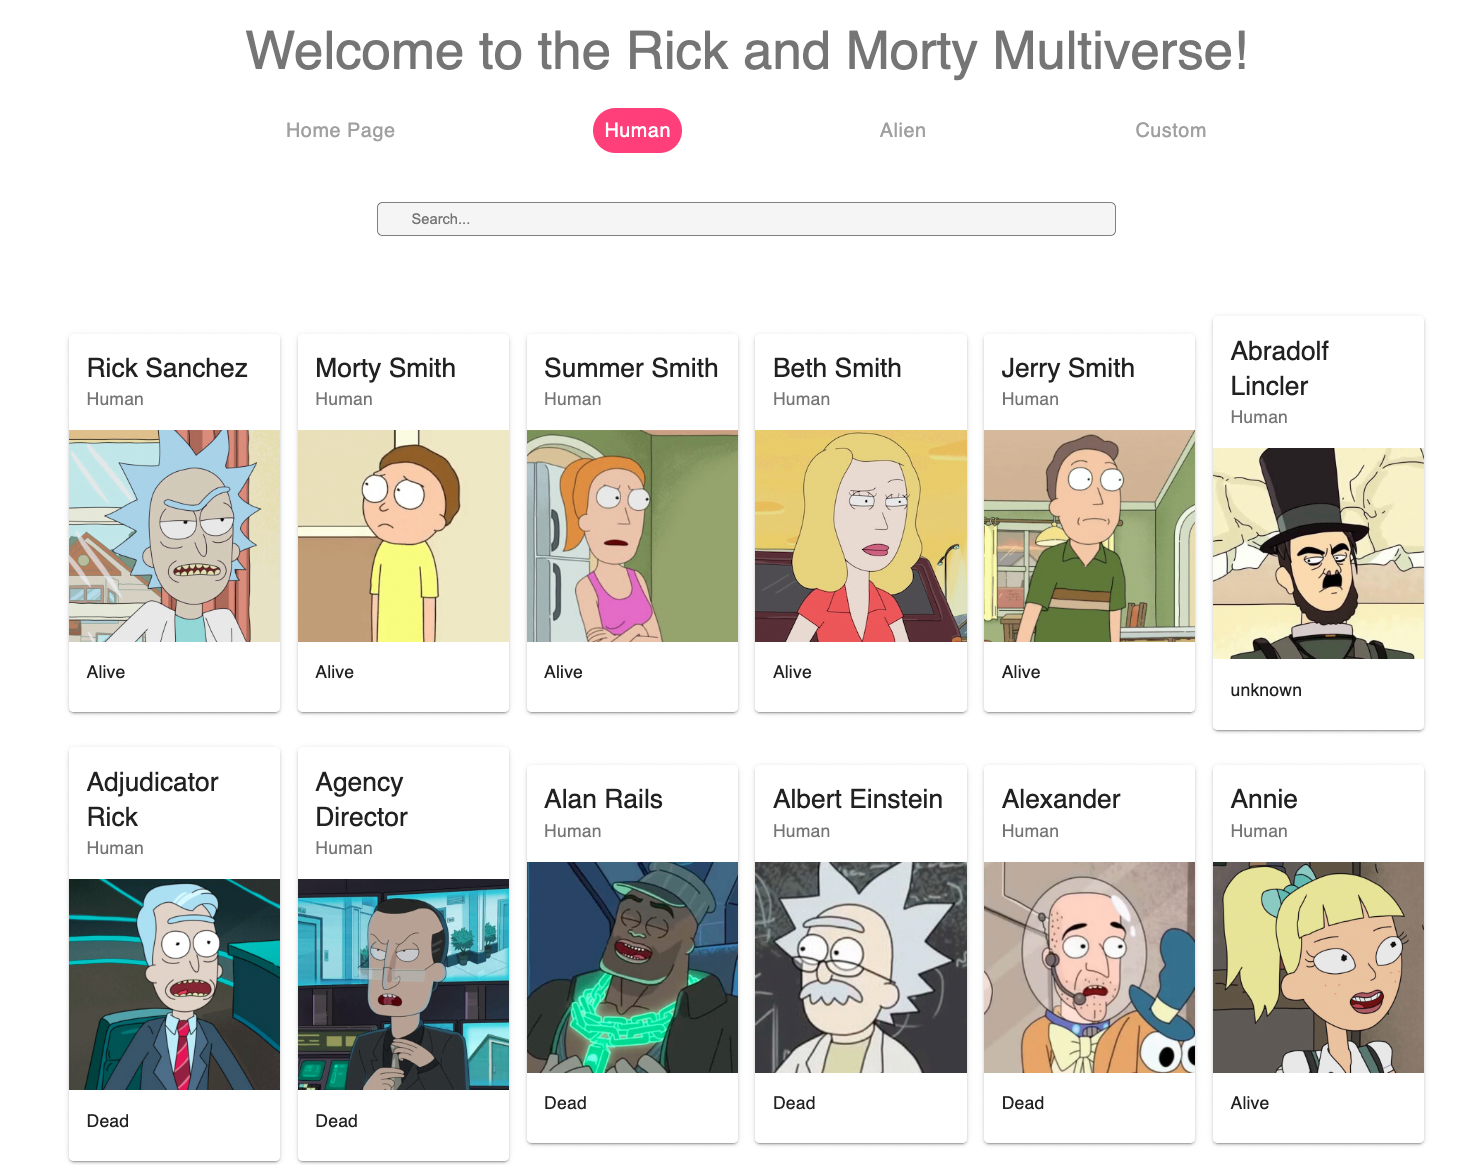 Welcome to the Rick and Morty Multiverse!
Home Page
Human
Alien
Custom
Search...
Rick Sanchez
Human
Alive
Morty Smith
Human
Alive
Summer Smith
Human
Alive
Beth Smith
Human
Alive
Jerry Smith
Human
Alive
Abradolf
Lincler
Human
unknown
Adjudicator
Rick
Human
Dead
Agency
Director
Human
Dead
Alan Rails
Human
Dead
Albert Einstein
Human
Dead
Alexander
Human
Dead
Annie
Human
Alive